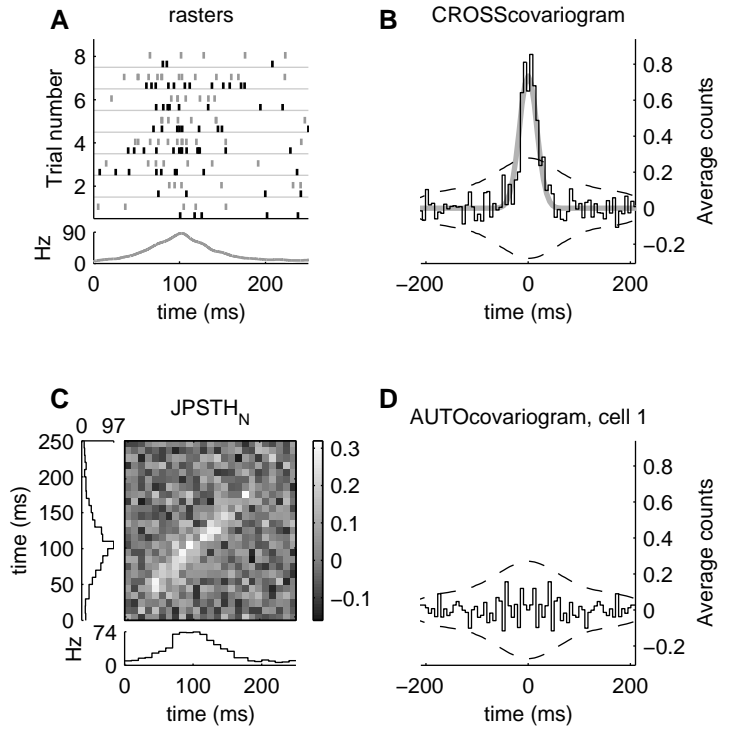 A
rasters
Trial number
8
6
4
2
Hz
90
0
0 100 200
time (ms)
B
CROSScovariogram
0.8
0.6
0.4
0.2
0
−0.2
Average counts
−200 0 200
time (ms)
C
JPSTH_N
0 97
250
200
150
100
50
0
time (ms)
0.3
0.2
0.1
0
−0.1
Hz
74
0
0 100 200
time (ms)
D
AUTOcovariogram, cell 1
0.8
0.6
0.4
0.2
0
−0.2
Average counts
−200 0 200
time (ms)